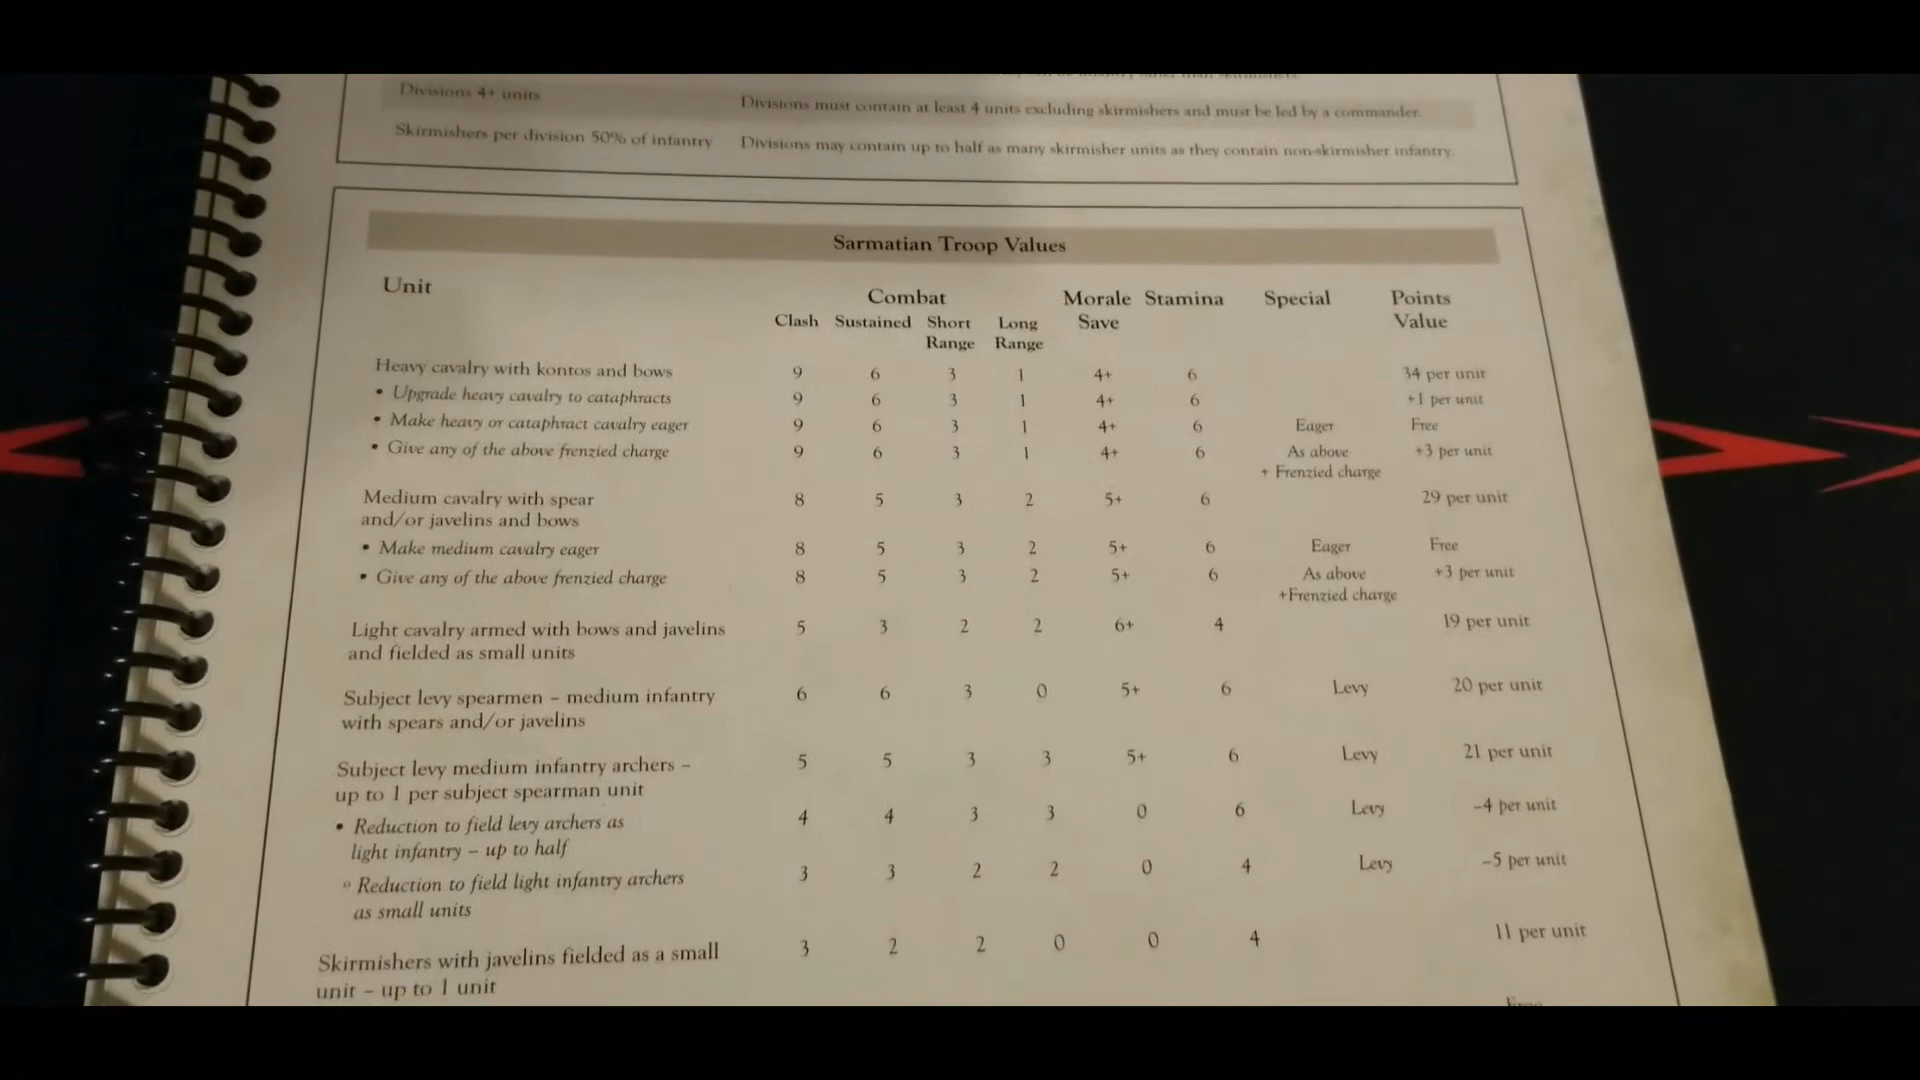 Divisions 4+ units Divisions must contain at least 4 units excluding skirmishers and must be led by a commander.
Skirmishers per division 50% of infantry Divisions may contain up to half as many skirmisher units as they contain non-skirmisher infantry.
Sarmatian Troop Values
Unit Combat Morale Stamina Special Points
Clash Sustained Short Long Save Value
Range Range
Heavy cavalry with kontos and bows 9 6 3 1 4+ 6 34 per unit
• Upgrade heavy cavalry to cataphracts 9 6 3 1 4+ 6 +1 per unit
• Make heavy or cataphract cavalry eager 9 6 3 1 4+ 6 Eager Free
• Give any of the above frenzied charge 9 6 3 1 4+ 6 As above +3 per unit
+ Frenzied charge
Medium cavalry with spear 8 5 3 2 5+ 6 29 per unit
and/or javelins and bows
• Make medium cavalry eager 8 5 3 2 5+ 6 Eager Free
• Give any of the above frenzied charge 8 5 3 2 5+ 6 As above +3 per unit
+Frenzied charge
Light cavalry armed with bows and javelins 5 3 2 2 6+ 4 19 per unit
and fielded as small units
Subject levy spearmen – medium infantry 6 6 3 0 5+ 6 Levy 20 per unit
with spears and/or javelins
Subject levy medium infantry archers – 5 5 3 3 5+ 6 Levy 21 per unit
up to 1 per subject spearman unit
• Reduction to field levy archers as 4 4 3 3 0 6 Levy –4 per unit
light infantry – up to half
° Reduction to field light infantry archers 3 3 2 2 0 4 Levy –5 per unit
as small units
Skirmishers with javelins fielded as a small 3 2 2 0 0 4 11 per unit
unit – up to 1 unit